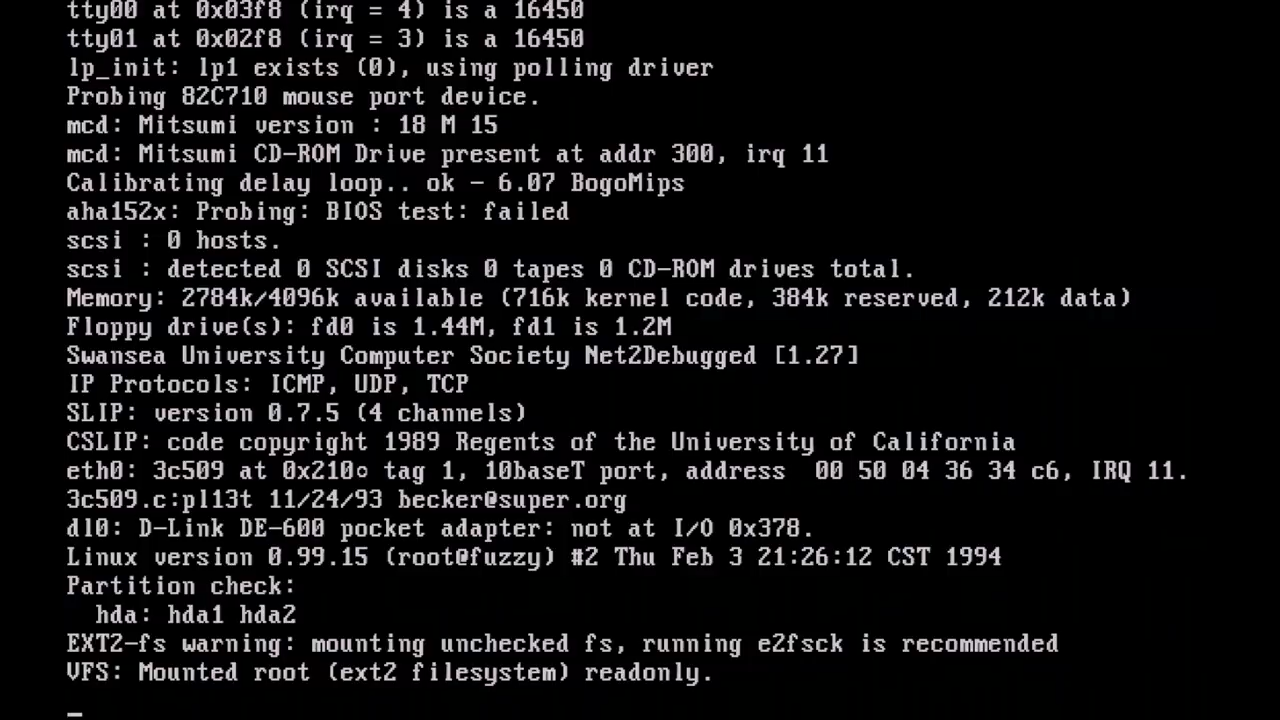 tty00 at 0x03f8 (irq = 4) is a 16450
tty01 at 0x02f8 (irq = 3) is a 16450
lp_init: lp1 exists (0), using polling driver
Probing 82C710 mouse port device.
mcd: Mitsumi version : 18 M 15
mcd: Mitsumi CD-ROM Drive present at addr 300, irq 11
Calibrating delay loop.. ok - 6.07 BogoMips
aha152x: Probing: BIOS test: failed
scsi : 0 hosts.
scsi : detected 0 SCSI disks 0 tapes 0 CD-ROM drives total.
Memory: 2784k/4096k available (716k kernel code, 384k reserved, 212k data)
Floppy drive(s): fd0 is 1.44M, fd1 is 1.2M
Swansea University Computer Society Net2Debugged [1.27]
IP Protocols: ICMP, UDP, TCP
SLIP: version 0.7.5 (4 channels)
CSLIP: code copyright 1989 Regents of the University of California
eth0: 3c509 at 0x210○ tag 1, 10baseT port, address  00 50 04 36 34 c6, IRQ 11.
3c509.c:pl13t 11/24/93 becker@super.org
dl0: D-Link DE-600 pocket adapter: not at I/O 0x378.
Linux version 0.99.15 (root@fuzzy) #2 Thu Feb 3 21:26:12 CST 1994
Partition check:
  hda: hda1 hda2
EXT2-fs warning: mounting unchecked fs, running e2fsck is recommended
VFS: Mounted root (ext2 filesystem) readonly.